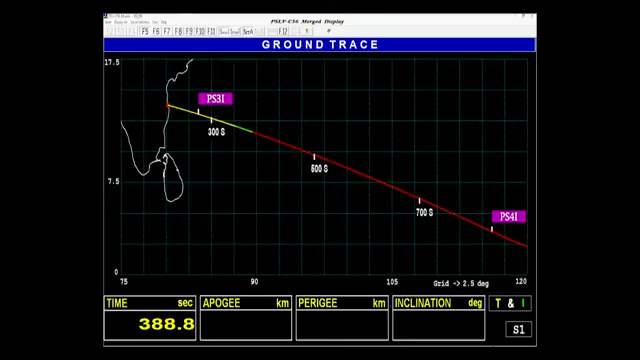 PSLV-C56 Merged Display
F5 F6 F7 F8 F9 F10 F11 F12
GROUND TRACE
17.5
PS3I
300 S
600 S
7.5
700 S
PS4I
0
75 90 105 120
Grid -> 2.5 deg
TIME sec APOGEE km PERIGEE km INCLINATION deg T & I
388.8
S1